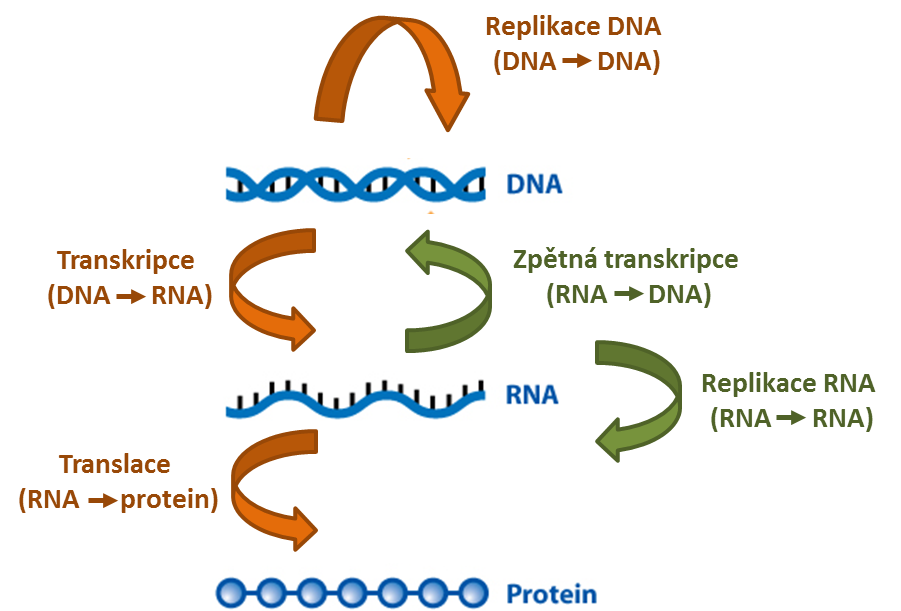 Replikace DNA
(DNA → DNA)
DNA
Transkripce
(DNA → RNA)
Zpětná transkripce
(RNA → DNA)
RNA
Replikace RNA
(RNA → RNA)
Translace
(RNA → protein)
Protein